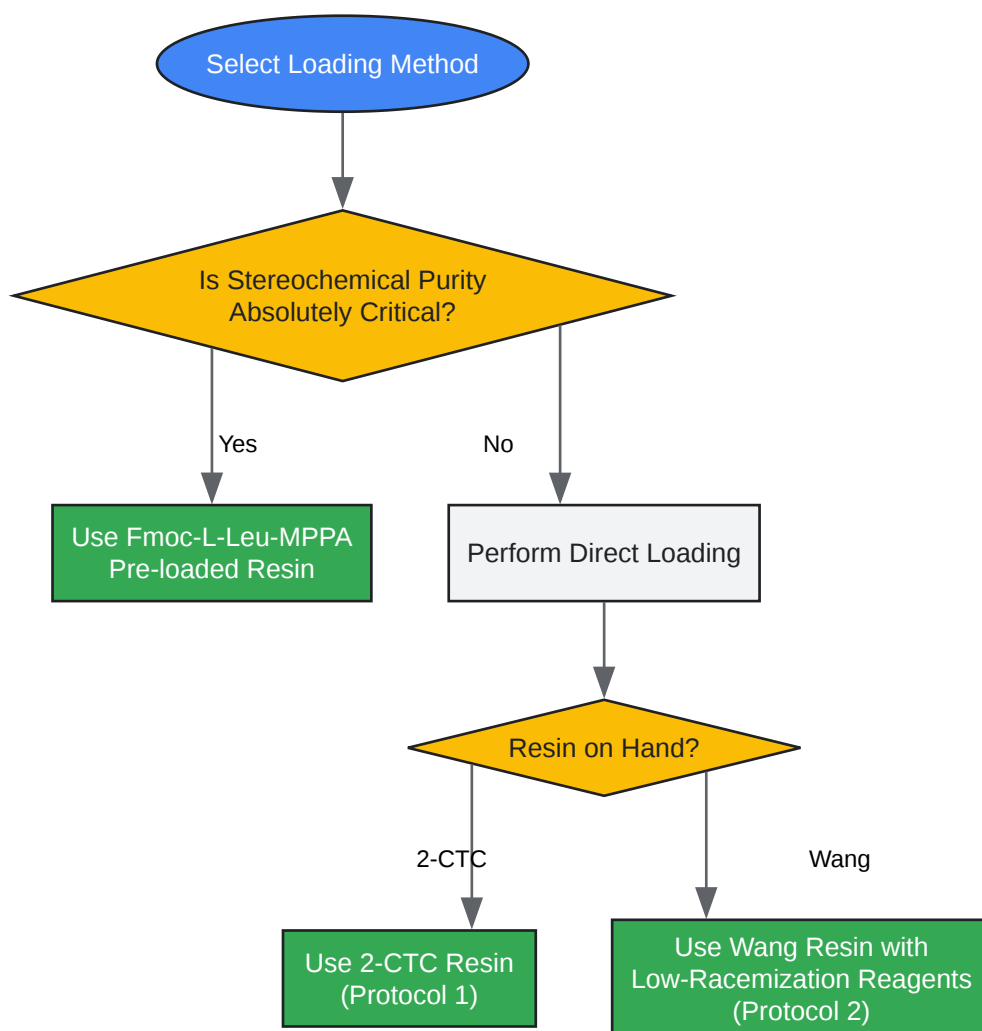 Select Loading Method
Is Stereochemical Purity
Absolutely Critical?
Yes
No
Use Fmoc-L-Leu-MPPA
Pre-loaded Resin
Perform Direct Loading
Resin on Hand?
2-CTC
Wang
Use 2-CTC Resin
(Protocol 1)
Use Wang Resin with
Low-Racemization Reagents
(Protocol 2)